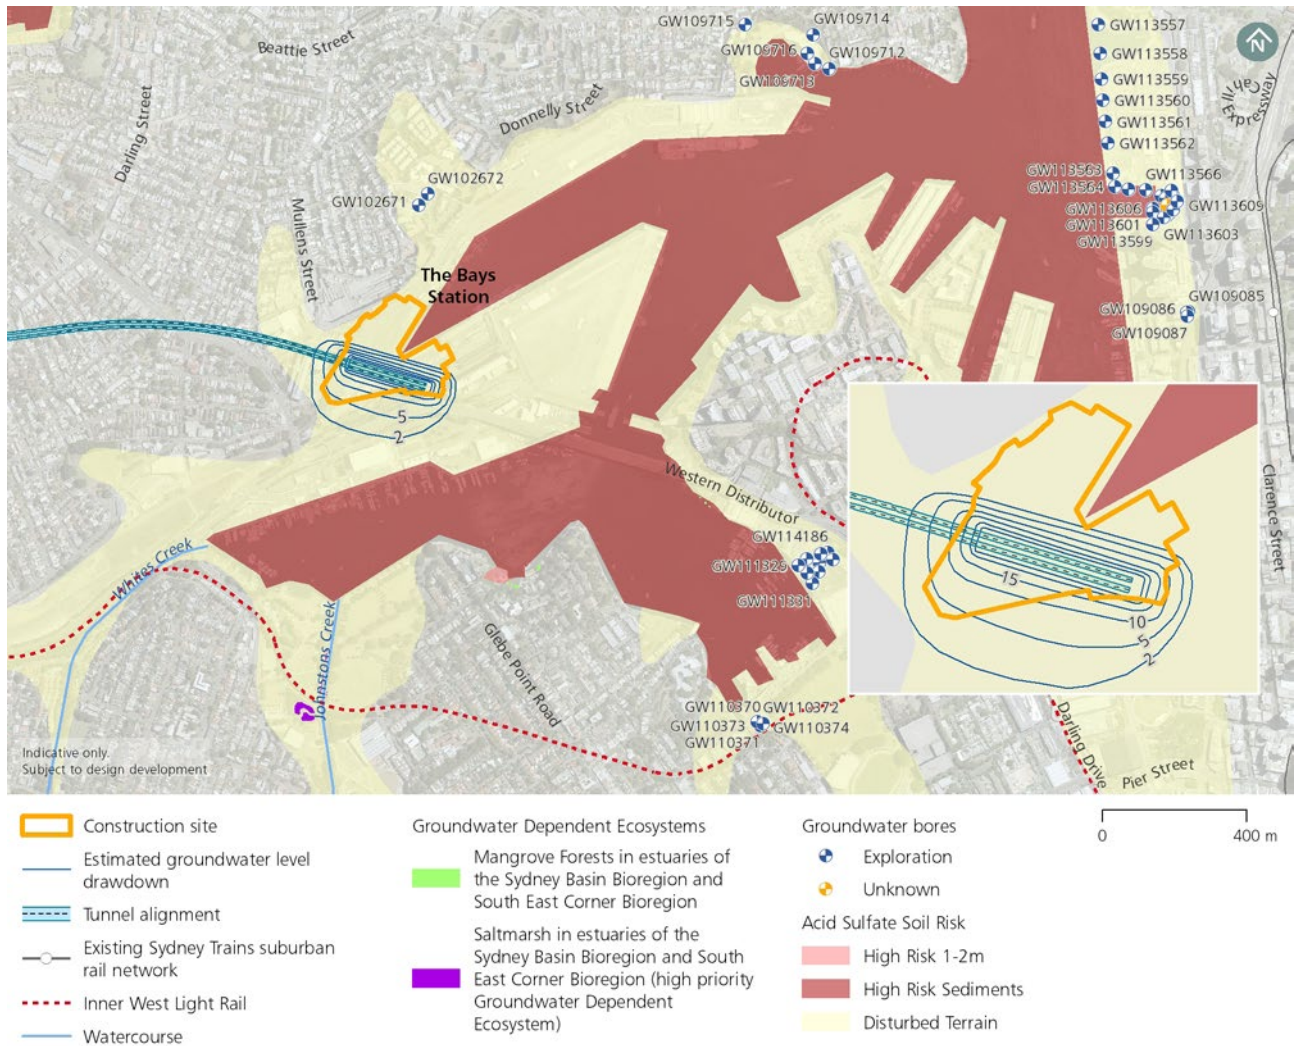 GW109715
GW109714
GW113557
Beattie Street
GW109716
GW109712
GW113558
N
GW109713
GW113559
Cahill Expressway
Darling Street
Donnelly Street
GW113560
GW113561
GW113562
GW102672
GW113563
GW113566
GW102671
GW113564
Mullens Street
GW113606
GW113609
GW113601
GW113603
GW113599
The Bays
Station
GW109085
GW109086
GW109087
5
2
Western Distributor
Clarence Street
GW114186
15
Whites Creek
GW111331
10
5
2
Johnstons Creek
Glebe Point Road
GW110370
GW110372
GW110373
GW110374
GW110371
Darling Drive
Pier Street
Indicative only.
Subject to design development
Construction site
Estimated groundwater level
drawdown
Tunnel alignment
Existing Sydney Trains suburban
rail network
Inner West Light Rail
Watercourse
Groundwater Dependent Ecosystems
Mangrove Forests in estuaries of
the Sydney Basin Bioregion and
South East Corner Bioregion
Saltmarsh in estuaries of the
Sydney Basin Bioregion and South
East Corner Bioregion (high priority
Groundwater Dependent
Ecosystem)
Groundwater bores
Exploration
Unknown
Acid Sulfate Soil Risk
High Risk 1-2m
High Risk Sediments
Disturbed Terrain
0
400 m